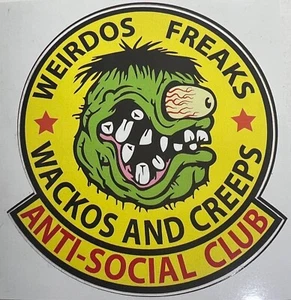 WEIRDOS FREAKS
WACKOS AND CREEPS
ANTI-SOCIAL CLUB